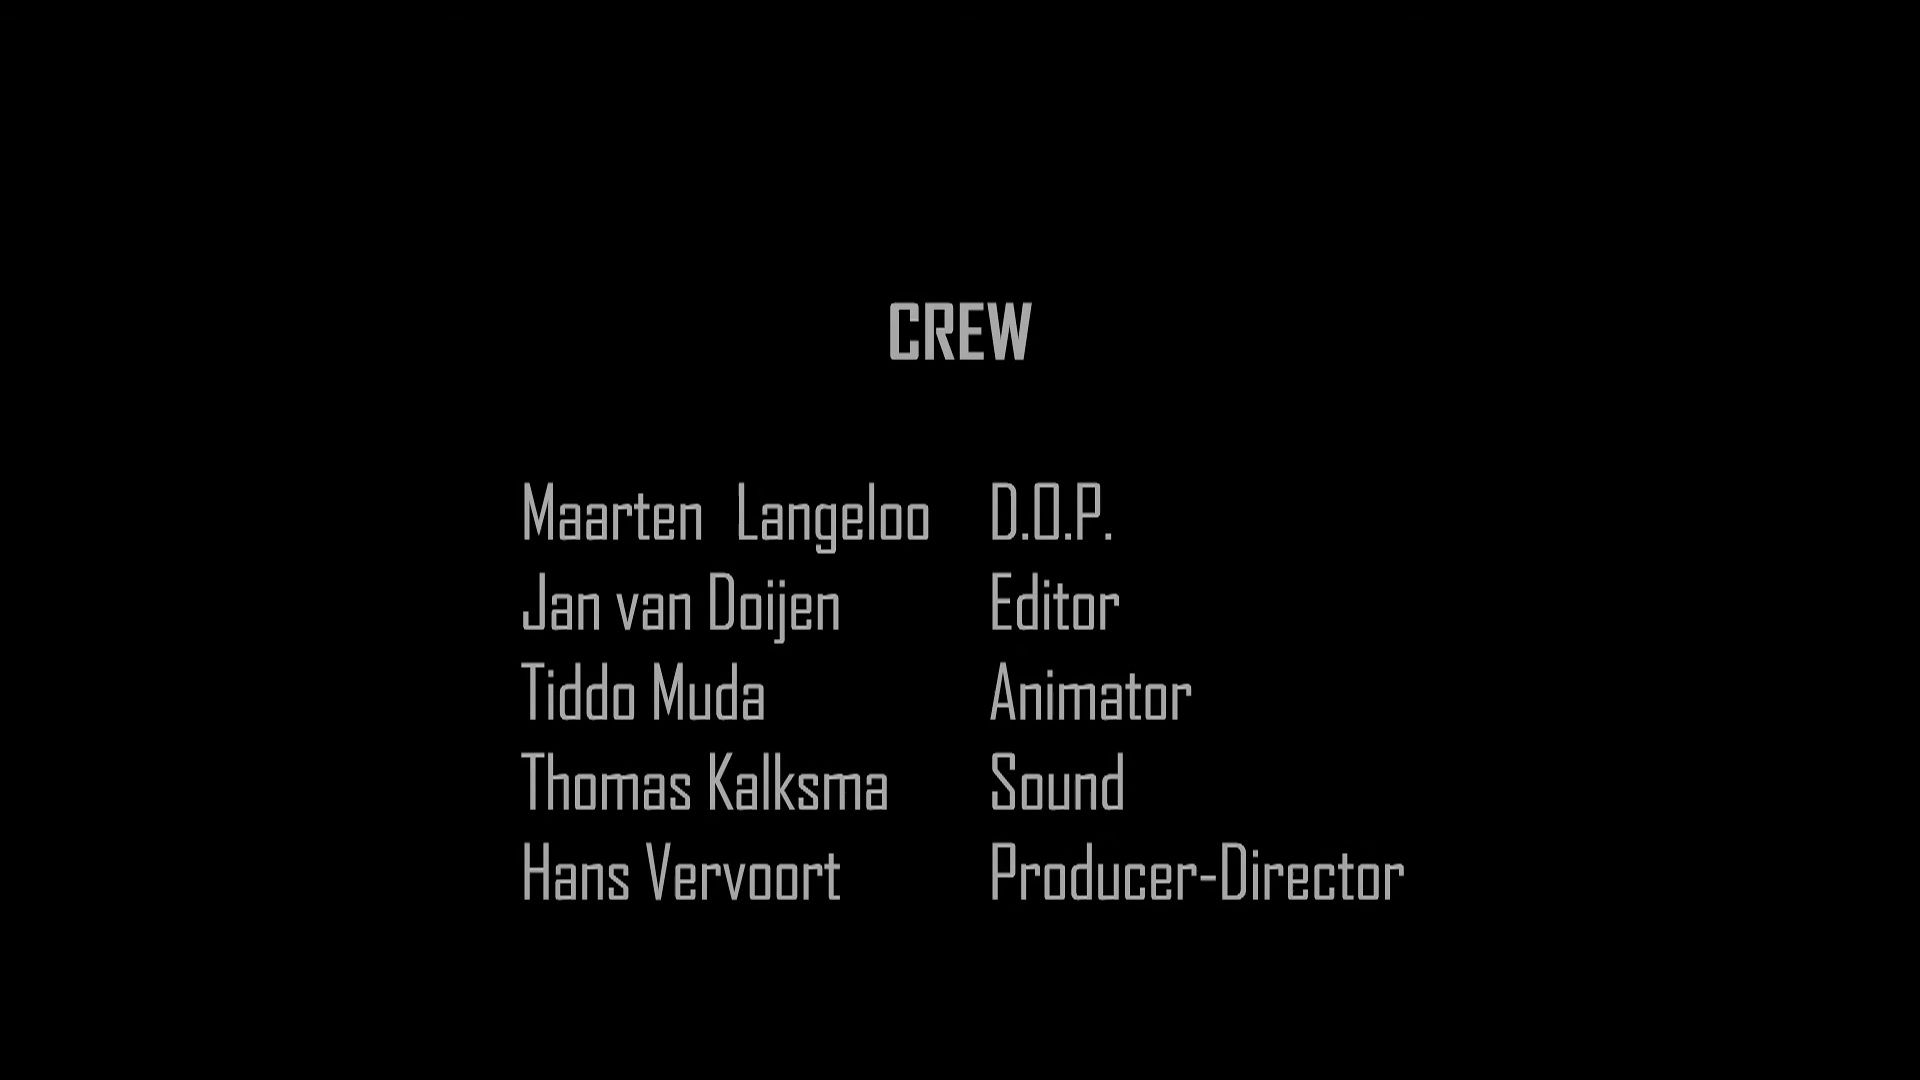 CREW
Maarten Langeloo D.O.P.
Jan van Doijen Editor
Tiddo Muda Animator
Thomas Kalksma Sound
Hans Vervoort Producer-Director